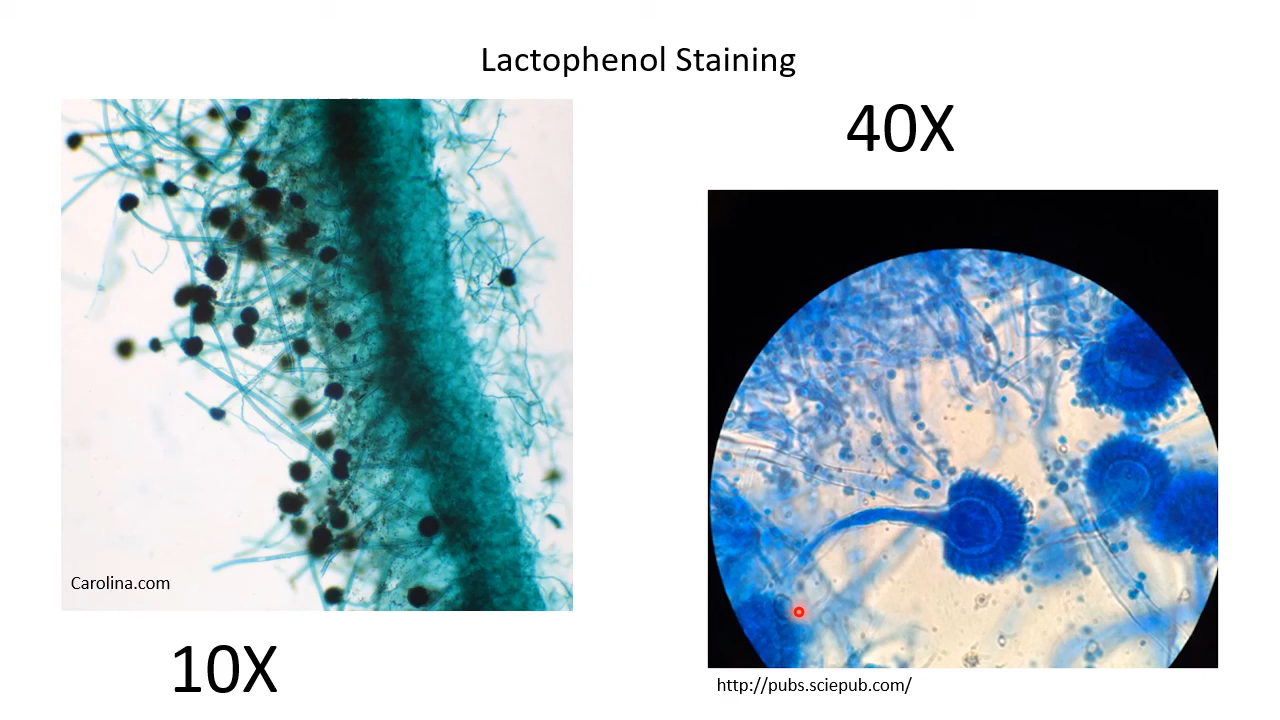 Lactophenol Staining
40X
Carolina.com
10X
http://pubs.sciepub.com/